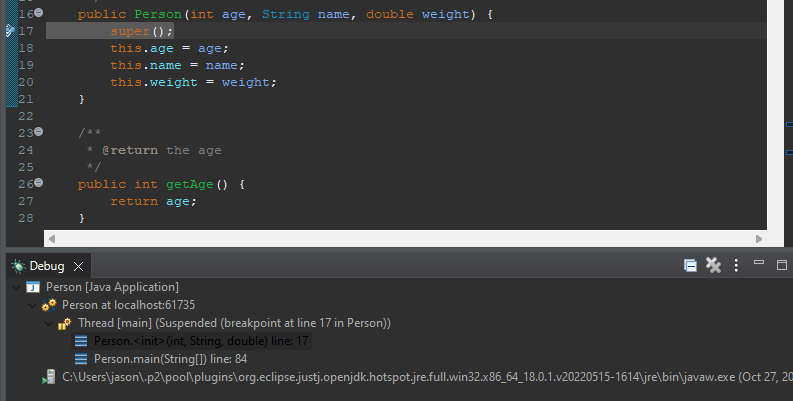 16 public Person(int age, String name, double weight) {
17 super();
18 this.age = age;
19 this.name = name;
20 this.weight = weight;
21 }
22
23 /**
24 * @return the age
25 */
26 public int getAge() {
27 return age;
28 }
Debug
Person [Java Application]
Person at localhost:61735
Thread [main] (Suspended (breakpoint at line 17 in Person))
Person.<init>(int, String, double) line: 17
Person.main(String[]) line: 84
C:\Users\jason\.p2\pool\plugins\org.eclipse.justj.openjdk.hotspot.jre.full.win32.x86_64_18.0.1.v20220515-1614\jre\bin\javaw.exe (Oct 27, 20